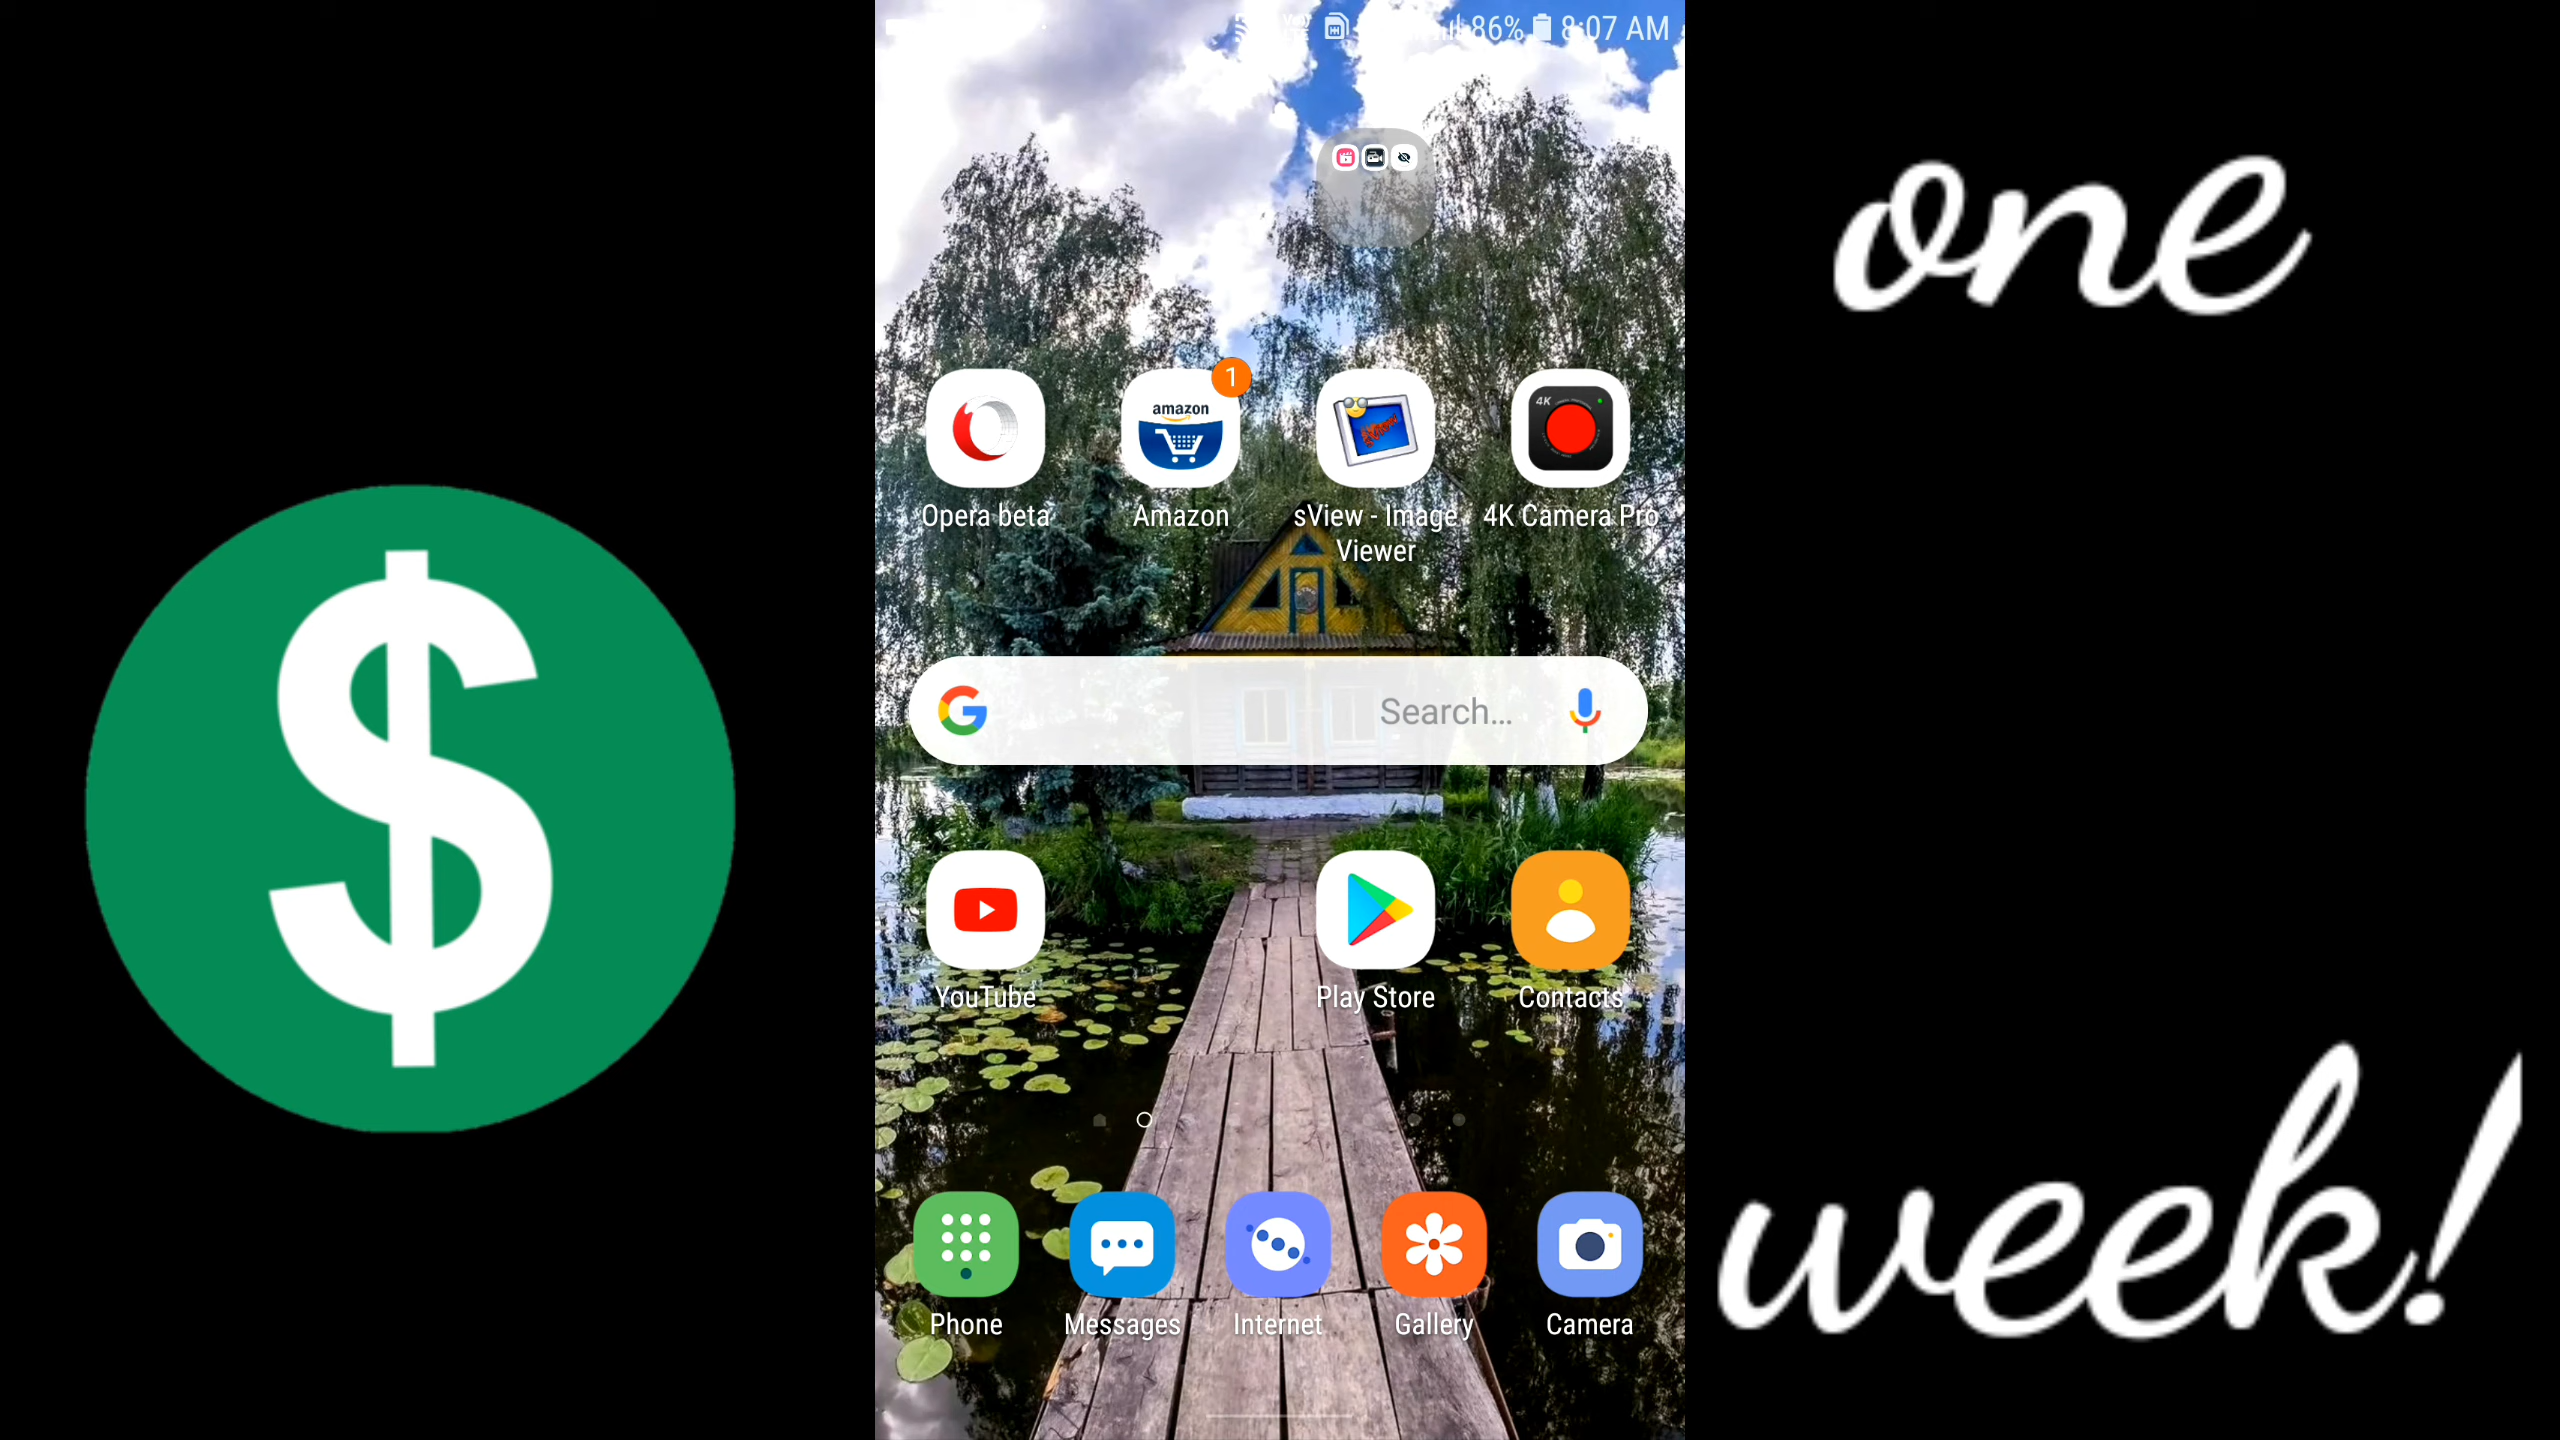 86% 8:07 AM
one
1
amazon
4K
Opera beta
Amazon
sView - Image
Viewer
4K Camera Pro
$
Search...
YouTube
Play Store
Contacts
week!
Phone
Messages
Internet
Gallery
Camera